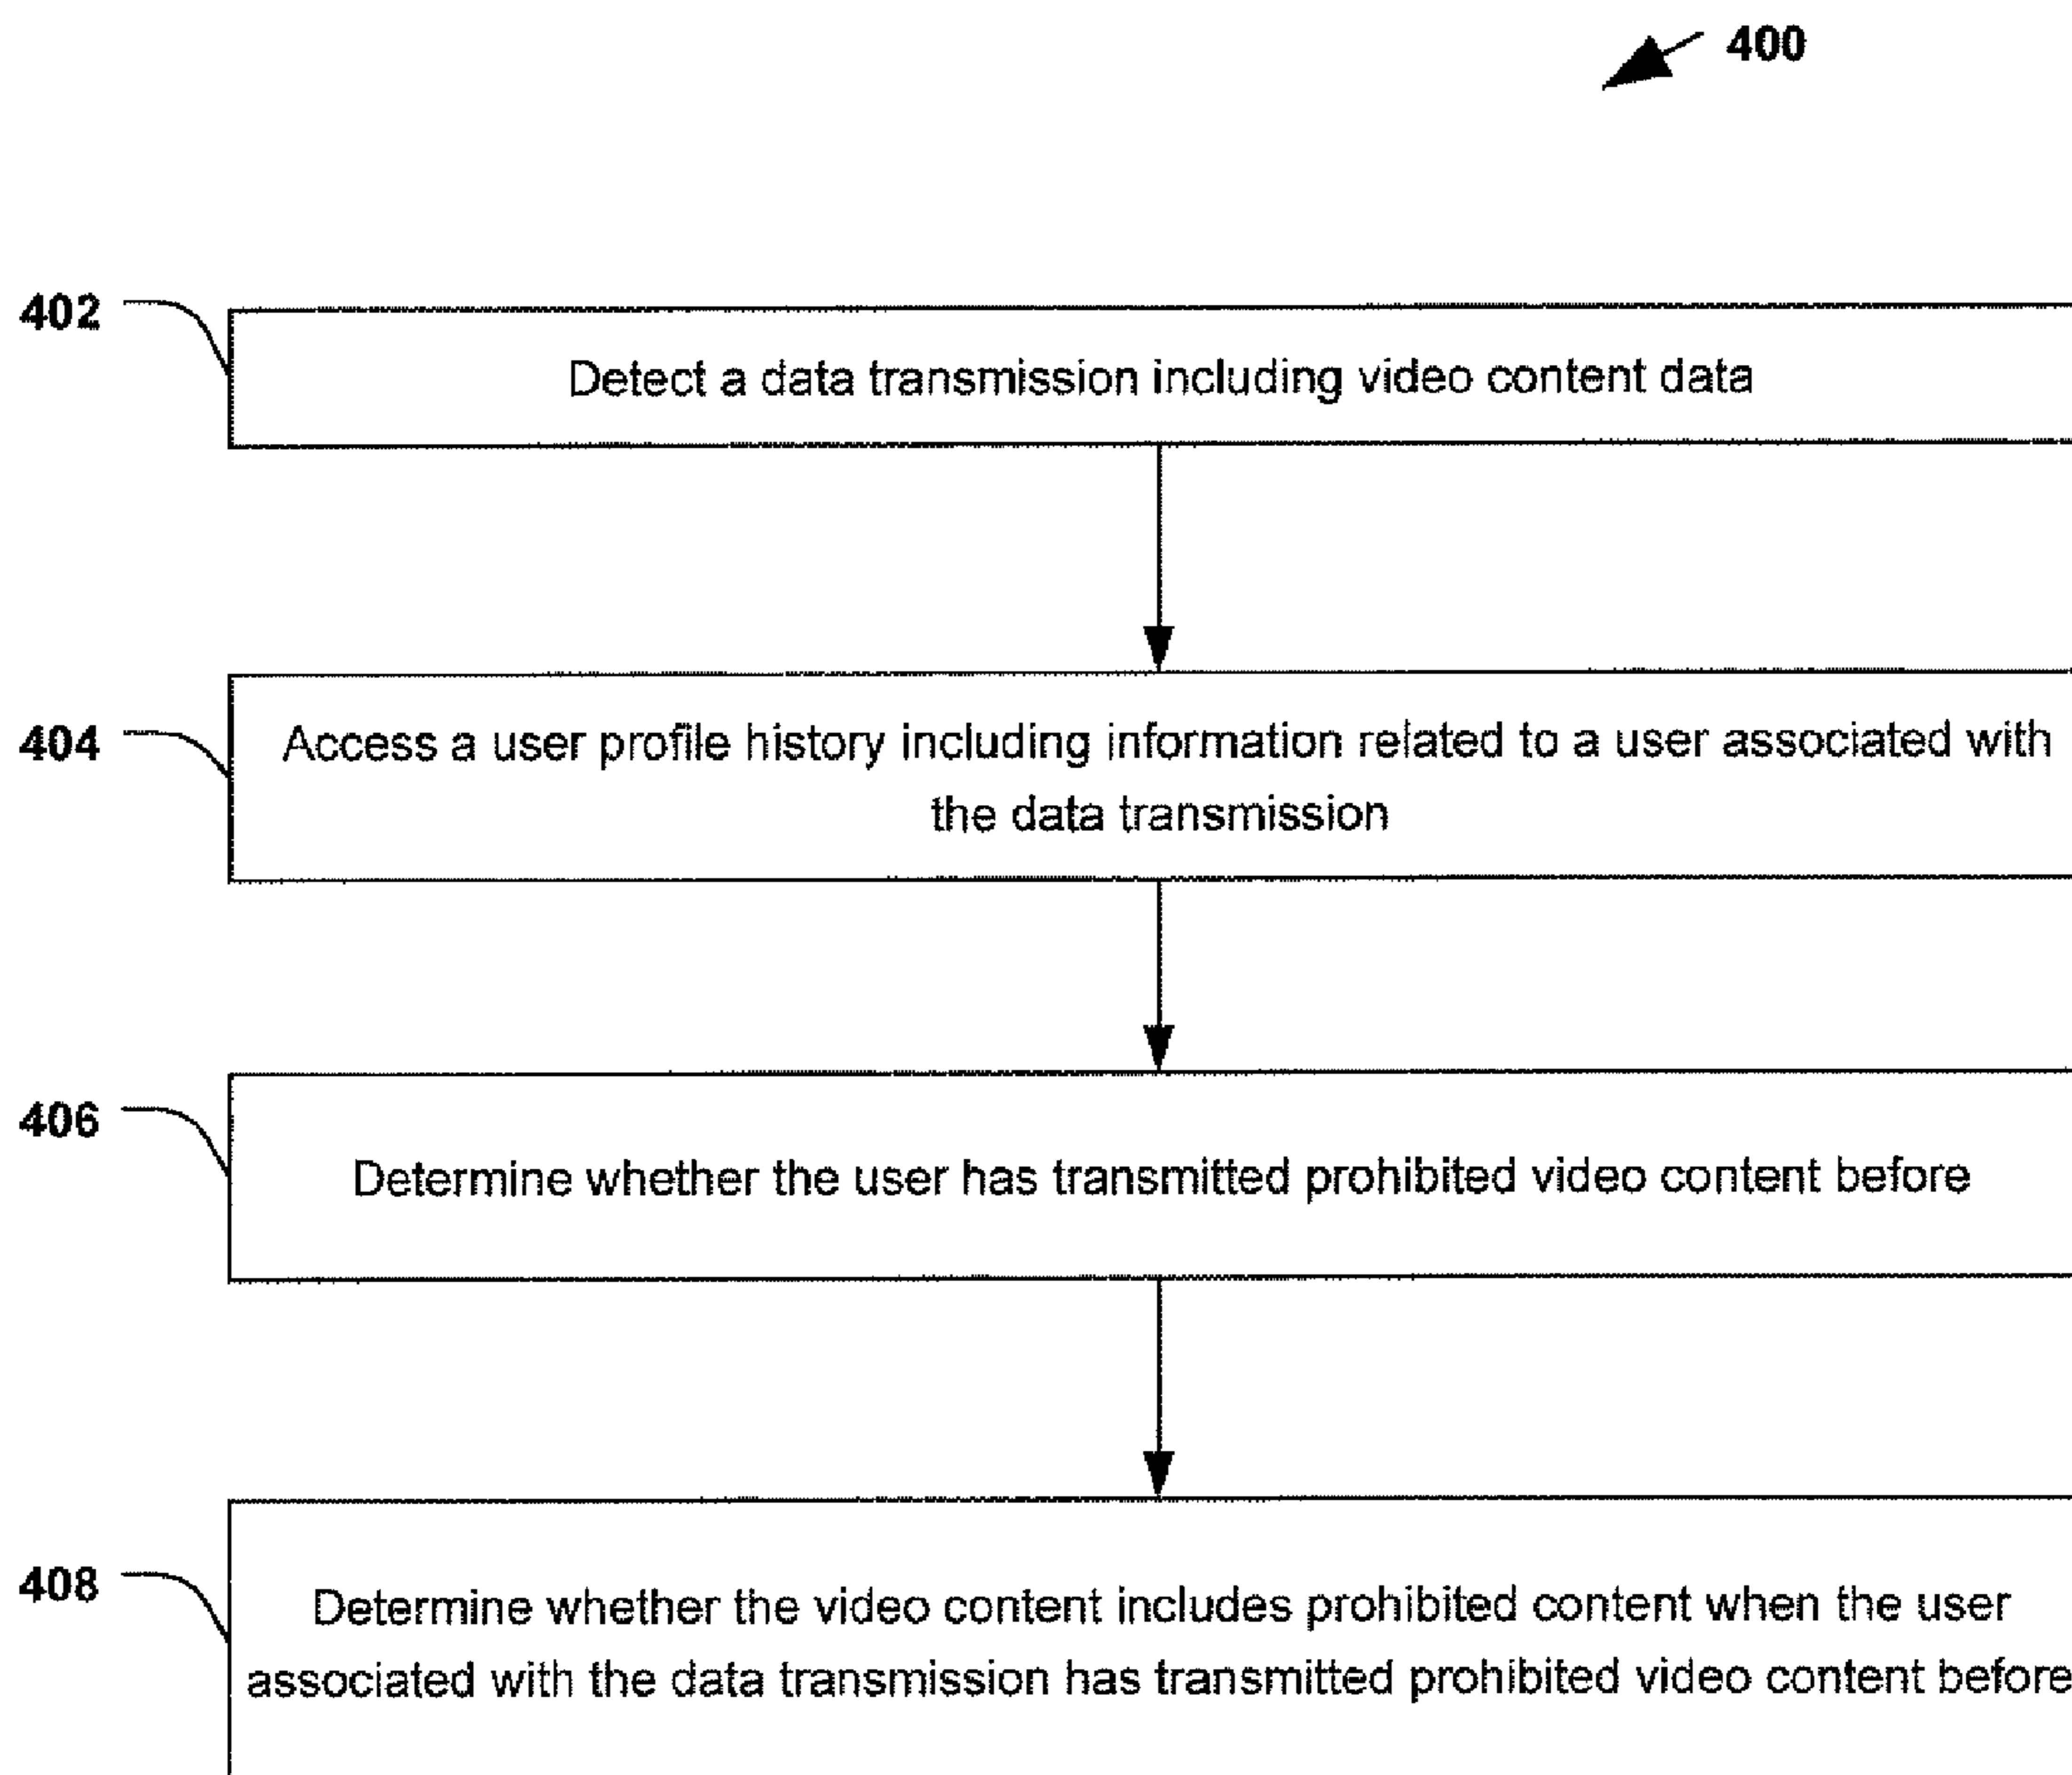 400
402
Detect a data transmission including video content data
404
Access a user profile history including information related to a user associated with
the data transmission
406
Determine whether the user has transmitted prohibited video content before
408
Determine whether the video content includes prohibited content when the user
associated with the data transmission has transmitted prohibited video content before